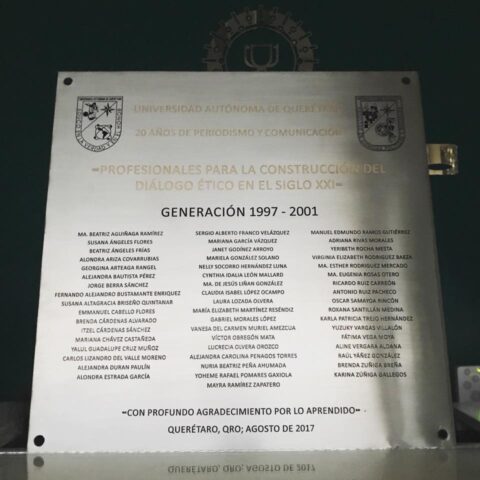 UNIVERSIDAD AUTÓNOMA DE QUERÉTARO
20 AÑOS DE PERIODISMO Y COMUNICACIÓN
"PROFESIONALES PARA LA CONSTRUCCIÓN DEL
DIÁLOGO ÉTICO EN EL SIGLO XXI"
GENERACIÓN 1997 - 2001
MA. BEATRIZ AGUIÑAGA RAMÍREZ
SUSANA ÁNGELES FLORES
BEATRIZ ÁNGELES FRÍAS
ALONDRA ARIZA COVARRUBIAS
GEORGINA ARTEAGA RANGEL
ALEJANDRA BAUTISTA PÉREZ
JORGE BERRA SÁNCHEZ
FERNANDO ALEJANDRO BUSTAMANTE ENRIQUEZ
SUSANA ALTAGRACIA BRISEÑO QUINTANAR
EMMANUEL CABELLO FLORES
BRENDA CÁRDENAS ALVARADO
ITZEL CÁRDENAS SÁNCHEZ
MARIANA CHÁVEZ CASTAÑEDA
YALUL GUADALUPE CRUZ MUÑOZ
CARLOS LIZANDRO DEL VALLE MORENO
ALEJANDRA DURAN PAULÍN
ALONDRA ESTRADA GARCÍA
SERGIO ALBERTO FRANCO VELÁZQUEZ
MARIANA GARCÍA VÁZQUEZ
JANET GODÍNEZ ARROYO
MARIELA GONZÁLEZ SOLANO
NELLY SOCORRO HERNÁNDEZ LUNA
CYNTHIA IDALIA LEÓN MALLARD
MA. DE JESÚS LIÑAN GONZÁLEZ
CLAUDIA ISABEL LÓPEZ OCAMPO
LAURA LOZADA OLVERA
MARÍA ELIZABETH MARTÍNEZ RESÉNDIZ
GABRIEL MORALES LÓPEZ
VANESA DEL CARMEN MURIEL AMEZCUA
VÍCTOR OBREGÓN MATA
LUCRECIA OLVERA OROZCO
ALEJANDRA CAROLINA PENAGOS TORRES
NURIA BEATRIZ PEÑA AHUMADA
YOHEME RAFAEL POMARES GAXIOLA
MAYRA RAMÍREZ ZAPATERO
MANUEL EDMUNDO RAMOS GUTIÉRREZ
ADRIANA RIVAS MORALES
YERIBETH ROCHA MESTA
VIRGINIA ELIZABETH RODRIGUEZ BAEZA
MA. ESTHER RODRIGUEZ MERCADO
MA. EUGENIA ROSAS OTERO
RICARDO RUIZ CARREÓN
ANTONIO RUIZ PACHECO
OSCAR SAMAYOA RINCÓN
ROXANA SANTILLÁN MEDINA
KARLA PATRICIA TREJO HERNÁNDEZ
YUZUKY VARGAS VILLALÓN
FÁTIMA VEGA MOYA
ALINE VERGARA ALDANA
RAÚL YÁÑEZ GONZÁLEZ
BRENDA ZUÑIGA BREÑA
KARINA ZÚÑIGA GALLEGOS
"CON PROFUNDO AGRADECIMIENTO POR LO APRENDIDO"
QUERÉTARO, QRO; AGOSTO DE 2017